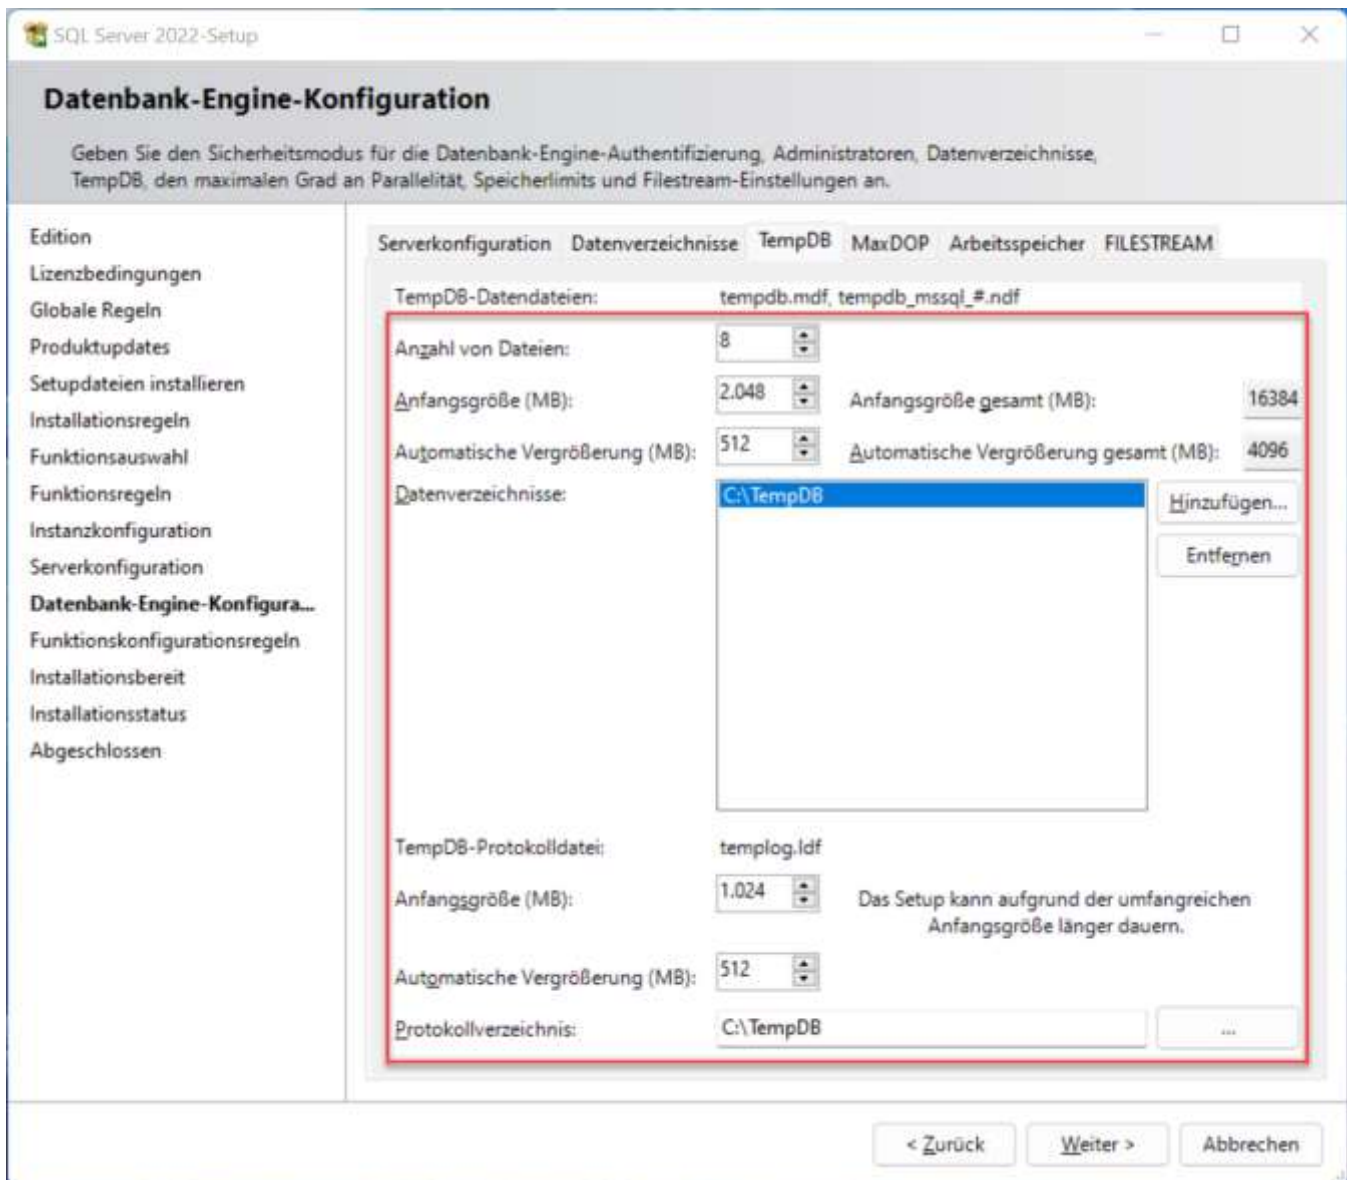 SQL Server 2022-Setup
Datenbank-Engine-Konfiguration
Geben Sie den Sicherheitsmodus für die Datenbank-Engine-Authentifizierung, Administratoren, Datenverzeichnisse,
TempDB, den maximalen Grad an Parallelität, Speicherlimits und Filestream-Einstellungen an.
Edition
Lizenzbedingungen
Globale Regeln
Produktupdates
Setupdateien installieren
Installationsregeln
Funktionsauswahl
Funktionsregeln
Instanzkonfiguration
Serverkonfiguration
Datenbank-Engine-Konfigura...
Funktionskonfigurationsregeln
Installationsbereit
Installationsstatus
Abgeschlossen
Serverkonfiguration Datenverzeichnisse TempDB MaxDOP Arbeitsspeicher FILESTREAM
TempDB-Datendateien: tempdb.mdf, tempdb_mssql_#.ndf
Anzahl von Dateien: 8
Anfangsgröße (MB): 2.048 Anfangsgröße gesamt (MB): 16384
Automatische Vergrößerung (MB): 512 Automatische Vergrößerung gesamt (MB): 4096
Datenverzeichnisse: C:\TempDB Hinzufügen...
Entfernen
TempDB-Protokolldatei: templog.ldf
Anfangsgröße (MB): 1.024 Das Setup kann aufgrund der umfangreichen
Anfangsgröße länger dauern.
Automatische Vergrößerung (MB): 512
Protokollverzeichnis: C:\TempDB ...
< Zurück Weiter > Abbrechen